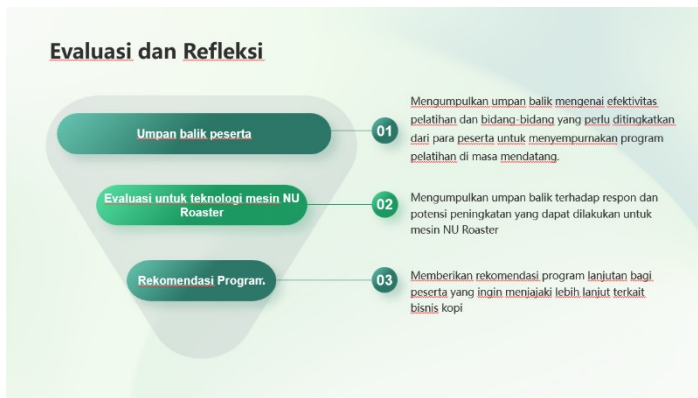 Evaluasi dan Refleksi
Umpan balik peserta
01
Mengumpulkan umpan balik mengenai efektivitas
pelatihan dan bidang-bidang yang perlu ditingkatkan
dari para peserta untuk menyempurnakan program
pelatihan di masa mendatang.
Evaluasi untuk teknologi mesin NU
Roaster
02
Mengumpulkan umpan balik terhadap respon dan
potensi peningkatan yang dapat dilakukan untuk
mesin NU Roaster
Rekomendasi Program.
03
Memberikan rekomendasi program lanjutan bagi
peserta yang ingin menjajaki lebih lanjut terkait
bisnis kopi